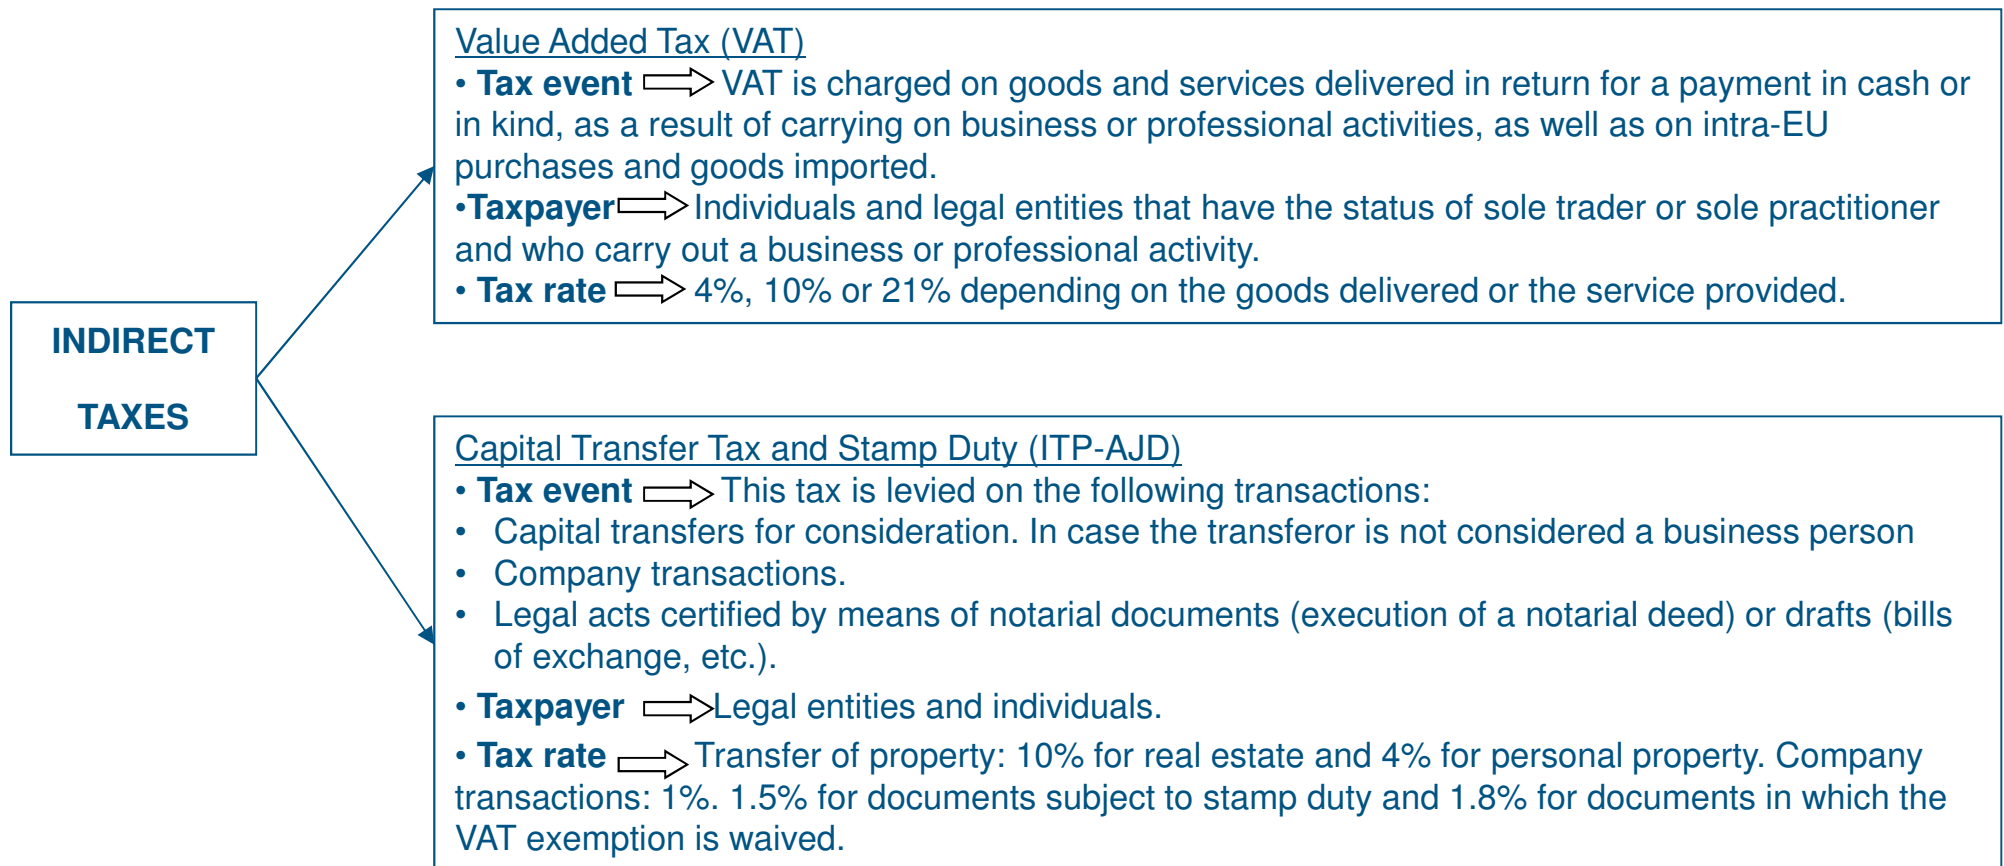 INDIRECT
TAXES
Value Added Tax (VAT)
• Tax event VAT is charged on goods and services delivered in return for a payment in cash or
in kind, as a result of carrying on business or professional activities, as well as on intra-EU
purchases and goods imported.
•Taxpayer Individuals and legal entities that have the status of sole trader or sole practitioner
and who carry out a business or professional activity.
• Tax rate 4%, 10% or 21% depending on the goods delivered or the service provided.
Capital Transfer Tax and Stamp Duty (ITP-AJD)
• Tax event This tax is levied on the following transactions:
• Capital transfers for consideration. In case the transferor is not considered a business person
• Company transactions.
• Legal acts certified by means of notarial documents (execution of a notarial deed) or drafts (bills
of exchange, etc.).
• Taxpayer Legal entities and individuals.
• Tax rate Transfer of property: 10% for real estate and 4% for personal property. Company
transactions: 1%. 1.5% for documents subject to stamp duty and 1.8% for documents in which the
VAT exemption is waived.